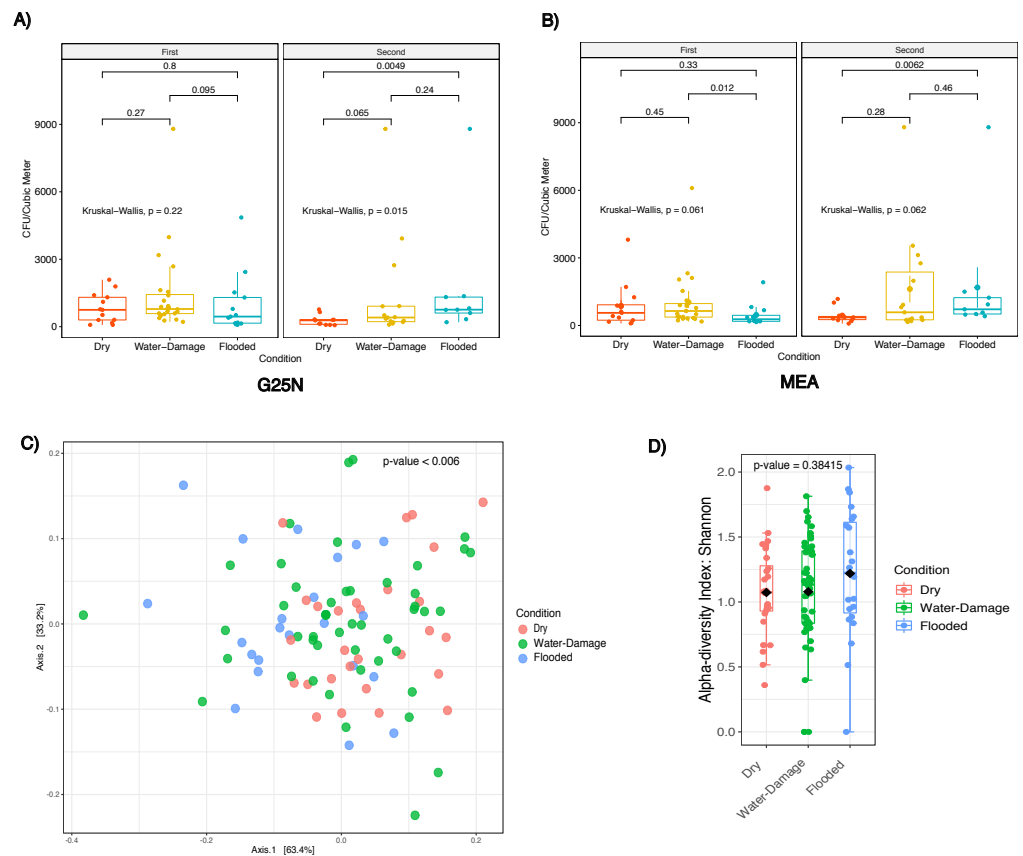 A)
First
Second
0.8
0.095
0.27
0.0049
0.24
0.065
Kruskal−Wallis, p = 0.22
Kruskal−Wallis, p = 0.015
9000
6000
3000
0
CFU/Cubic Meter
Dry
Water−Damage
Flooded
Dry
Water−Damage
Flooded
Condition
G25N
B)
First
Second
0.33
0.012
0.45
0.0062
0.46
0.28
Kruskal−Wallis, p = 0.061
Kruskal−Wallis, p = 0.062
9000
6000
3000
0
CFU/Cubic Meter
Dry
Water−Damage
Flooded
Dry
Water−Damage
Flooded
Condition
MEA
C)
p-value < 0.006
0.2
0.1
0.0
-0.1
-0.2
Axis.2 [33.2%]
-0.4
-0.2
0.0
0.2
Axis.1 [63.4%]
Condition
Dry
Water-Damage
Flooded
D)
p-value = 0.38415
2.0
1.5
1.0
0.5
0.0
Alpha-diversity Index: Shannon
Dry
Water-Damage
Flooded
Condition
Dry
Water-Damage
Flooded